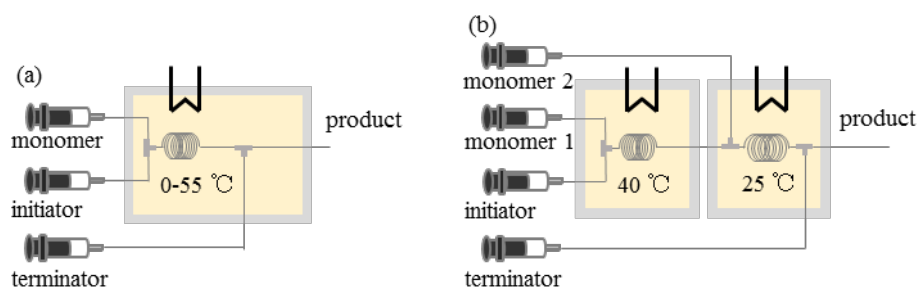 (a)
monomer
initiator
terminator
0-55 ℃
product
(b)
monomer 2
monomer 1
initiator
terminator
40 ℃
25 ℃
product